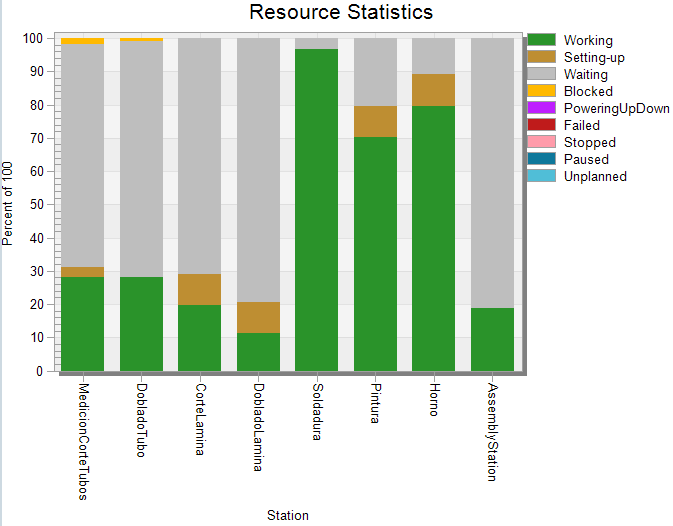 Resource Statistics
Percent of 100
100
90
80
70
60
50
40
30
20
10
0
MedicionCorteTubos
DobladoTubo
CorteLamina
DobladoLamina
Soldadura
Pintura
Horno
AssemblyStation
Station
Working
Setting-up
Waiting
Blocked
PoweringUpDown
Failed
Stopped
Paused
Unplanned